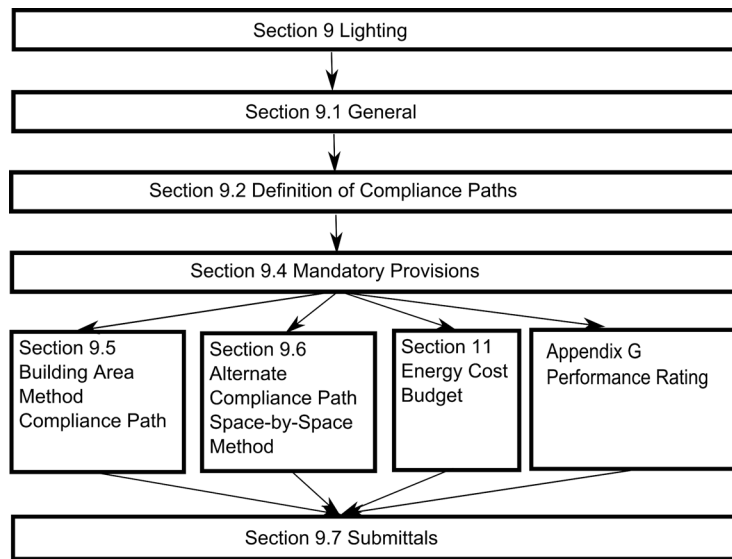 Section 9 Lighting
Section 9.1 General
Section 9.2 Definition of Compliance Paths
Section 9.4 Mandatory Provisions
Section 9.5
Building Area
Method
Compliance Path
Section 9.6
Alternate
Compliance Path
Space-by-Space
Method
Section 11
Energy Cost
Budget
Appendix G
Performance Rating
Section 9.7 Submittals